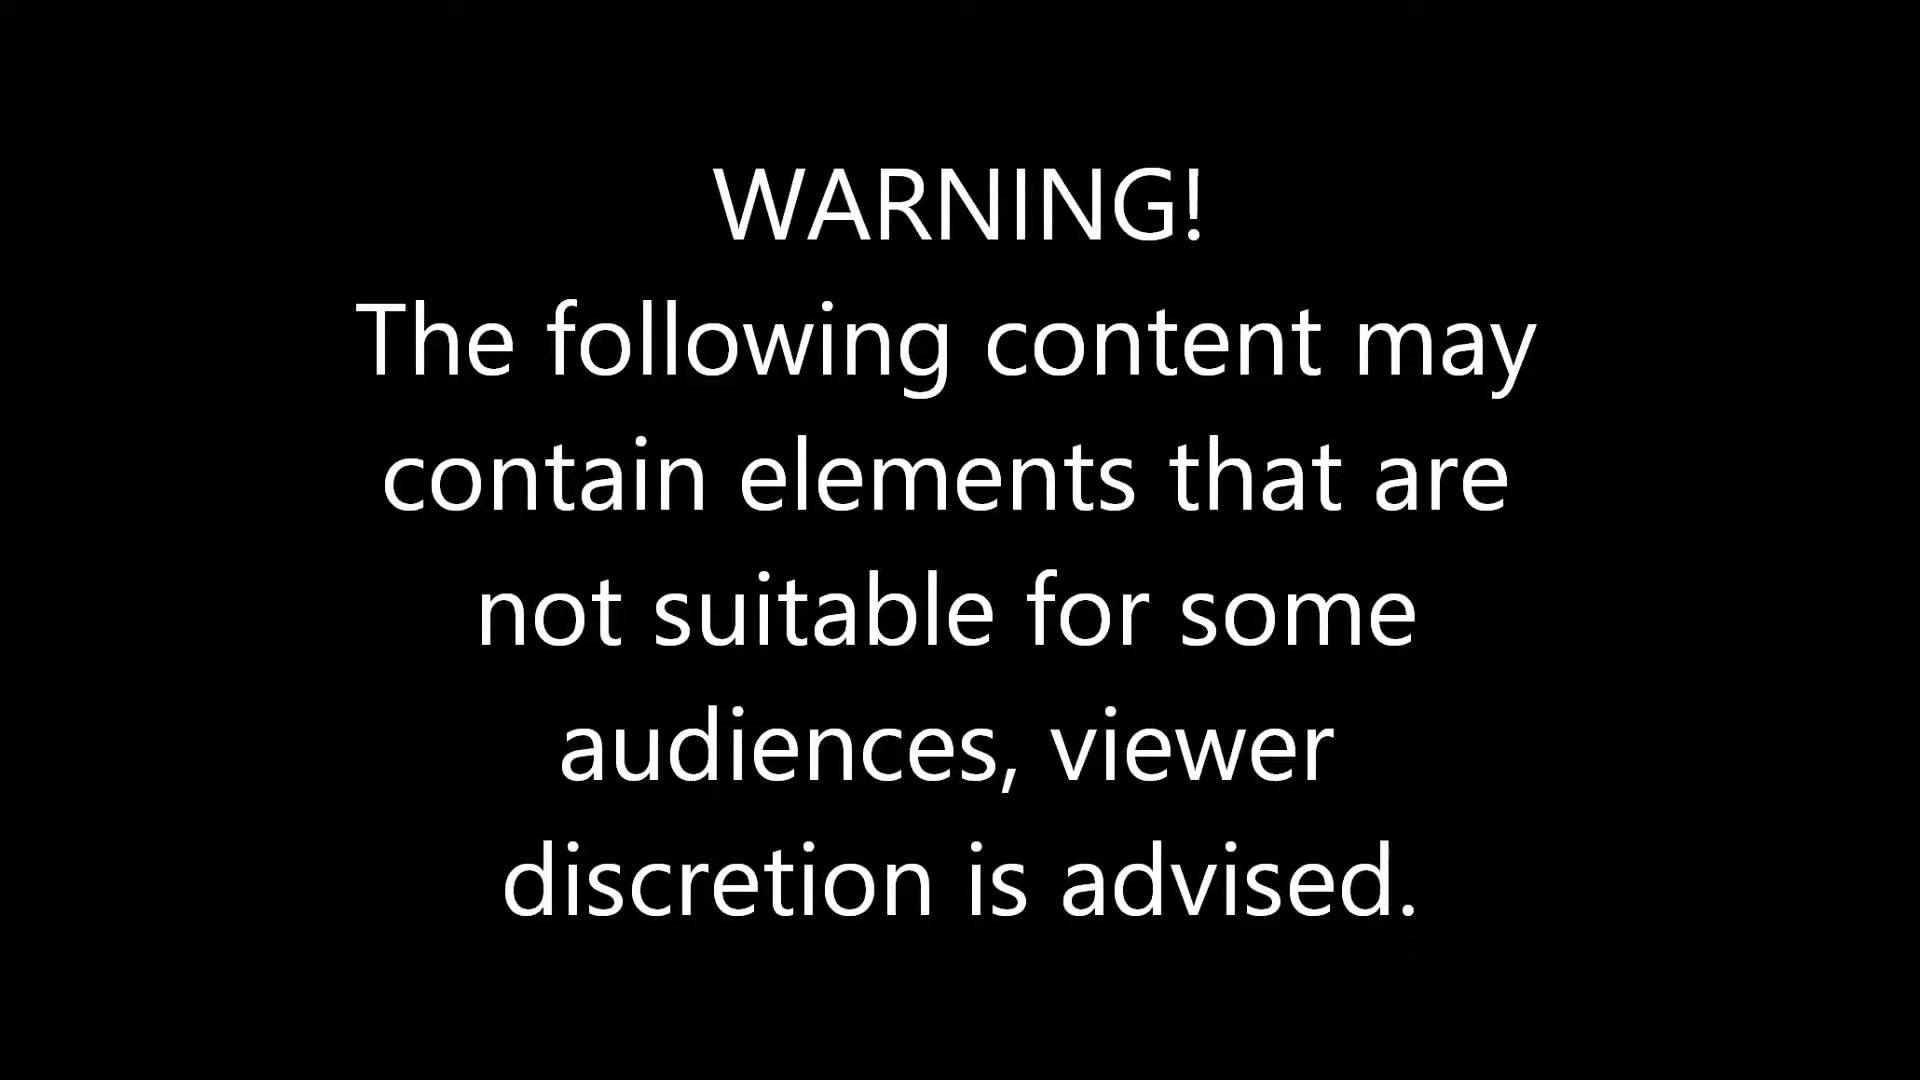 WARNING!
The following content may
contain elements that are
not suitable for some
audiences, viewer
discretion is advised.